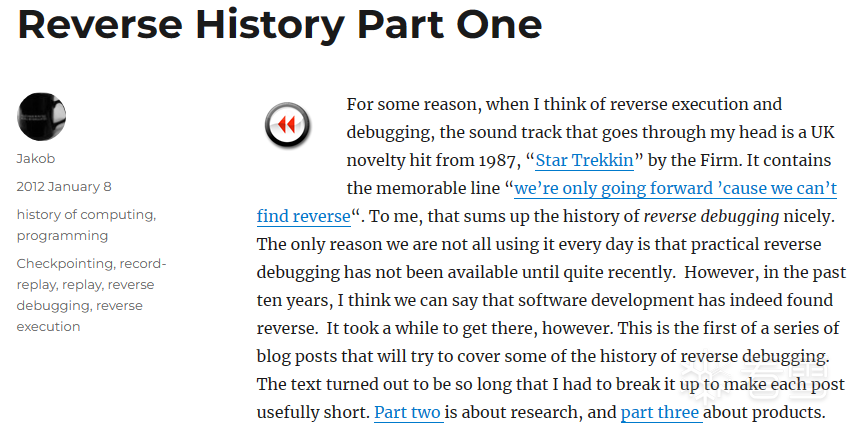 Reverse History Part One
Jakob
2012 January 8
history of computing,
programming
Checkpointing, record-
replay, replay, reverse
debugging, reverse
execution
For some reason, when I think of reverse execution and
debugging, the sound track that goes through my head is a UK
novelty hit from 1987, “Star Trekkin” by the Firm. It contains
the memorable line “we’re only going forward ’cause we can’t
find reverse“. To me, that sums up the history of reverse debugging nicely.
The only reason we are not all using it every day is that practical reverse
debugging has not been available until quite recently.  However, in the past
ten years, I think we can say that software development has indeed found
reverse.  It took a while to get there, however. This is the first of a series of
blog posts that will try to cover some of the history of reverse debugging.
The text turned out to be so long that I had to break it up to make each post
usefully short. Part two is about research, and part three about products.